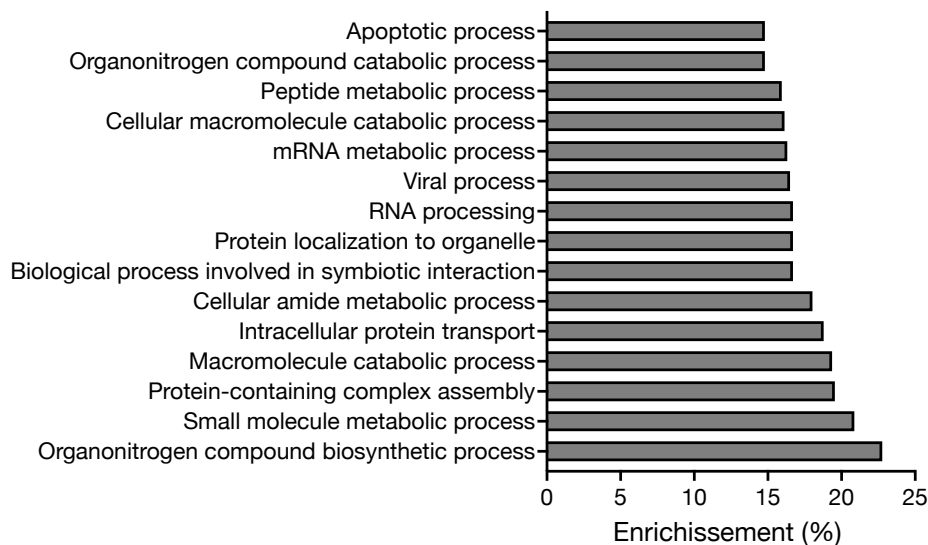 Apoptotic process
Organonitrogen compound catabolic process
Peptide metabolic process
Cellular macromolecule catabolic process
mRNA metabolic process
Viral process
RNA processing
Protein localization to organelle
Biological process involved in symbiotic interaction
Cellular amide metabolic process
Intracellular protein transport
Macromolecule catabolic process
Protein-containing complex assembly
Small molecule metabolic process
Organonitrogen compound biosynthetic process
0 5 10 15 20 25
Enrichissement (%)